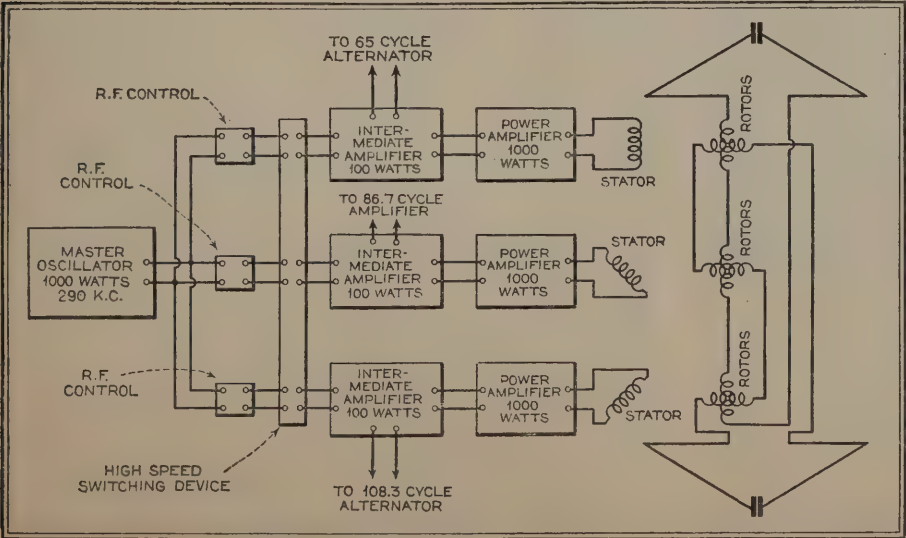 TO 65 CYCLE
ALTERNATOR
R.F. CONTROL
INTER-
MEDIATE
AMPLIFIER
100 WATTS
POWER
AMPLIFIER
1000
WATTS
STATOR
ROTORS
R.F.
CONTROL
TO 86.7 CYCLE
AMPLIFIER
MASTER
OSCILLATOR
1000 WATTS
290 K.C.
INTER-
MEDIATE
AMPLIFIER
100 WATTS
POWER
AMPLIFIER
1000
WATTS
STATOR
ROTORS
R.F.
CONTROL
INTER-
MEDIATE
AMPLIFIER
100 WATTS
POWER
AMPLIFIER
1000
WATTS
STATOR
ROTORS
HIGH SPEED
SWITCHING DEVICE
TO 108.3 CYCLE
ALTERNATOR